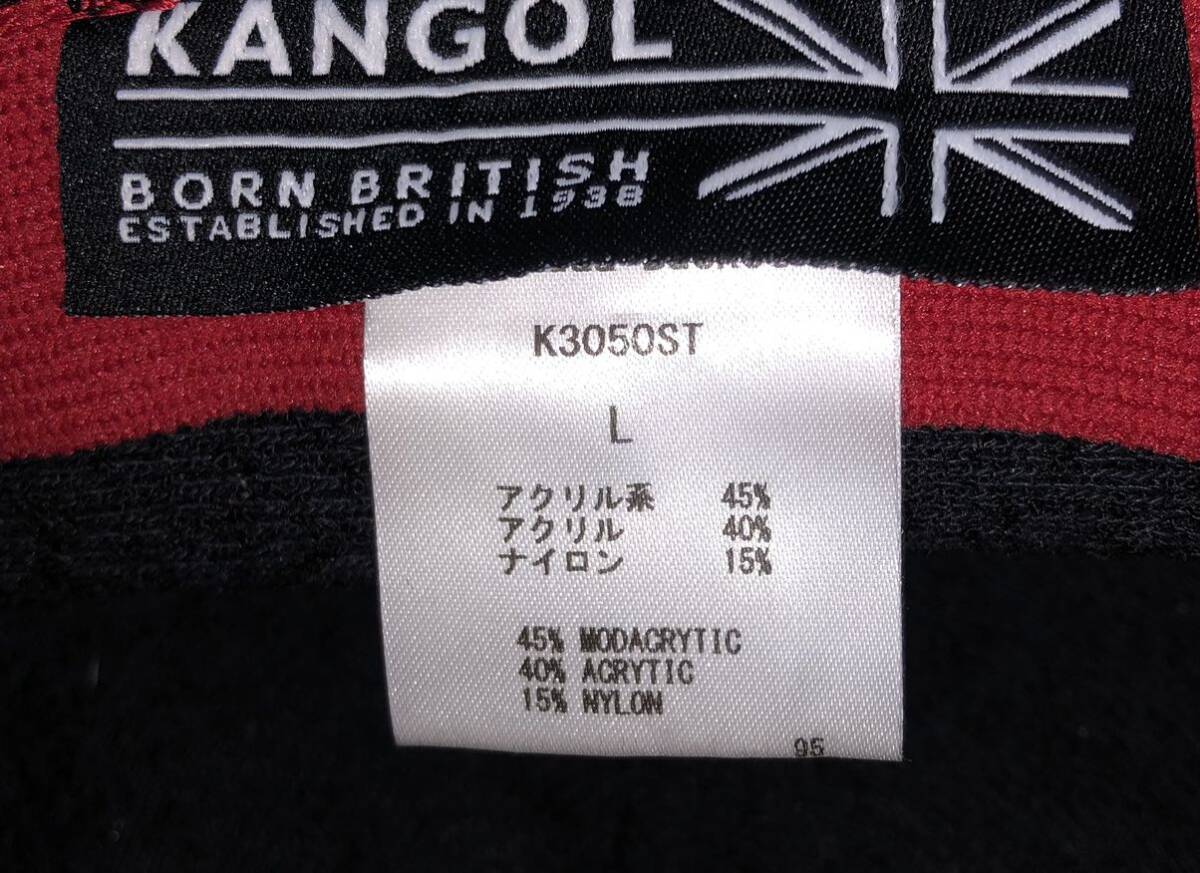 KANGOL
BORN BRITISH
ESTABLISHED IN 1938
K3050ST
L
アクリル系 45%
アクリル 40%
ナイロン 15%
45% MODACRYTIC
40% ACRYTIC
15% NYLON
95